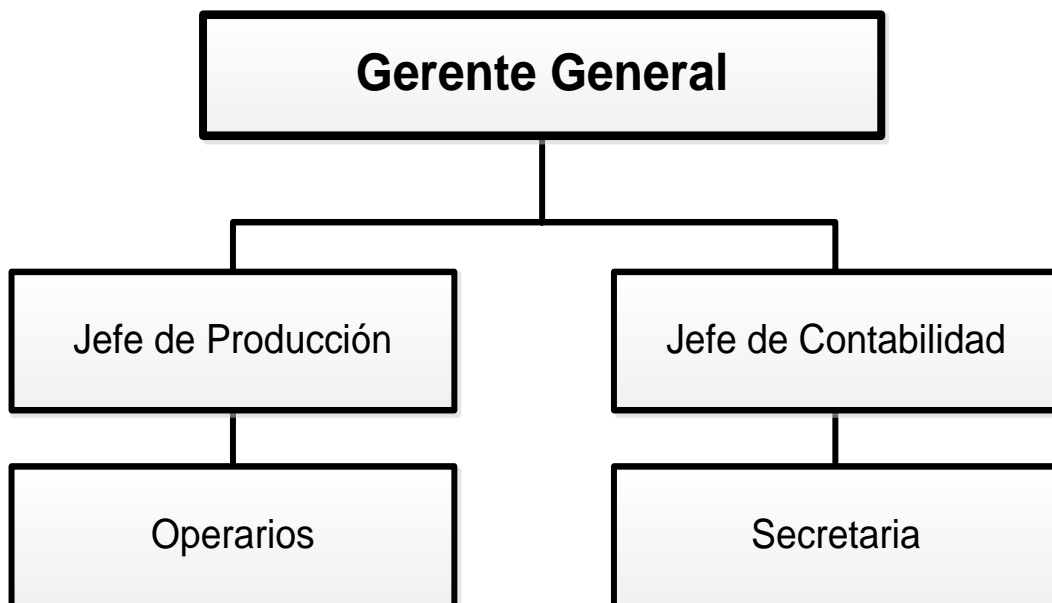 Gerente General
Jefe de Producción
Jefe de Contabilidad
Operarios
Secretaria